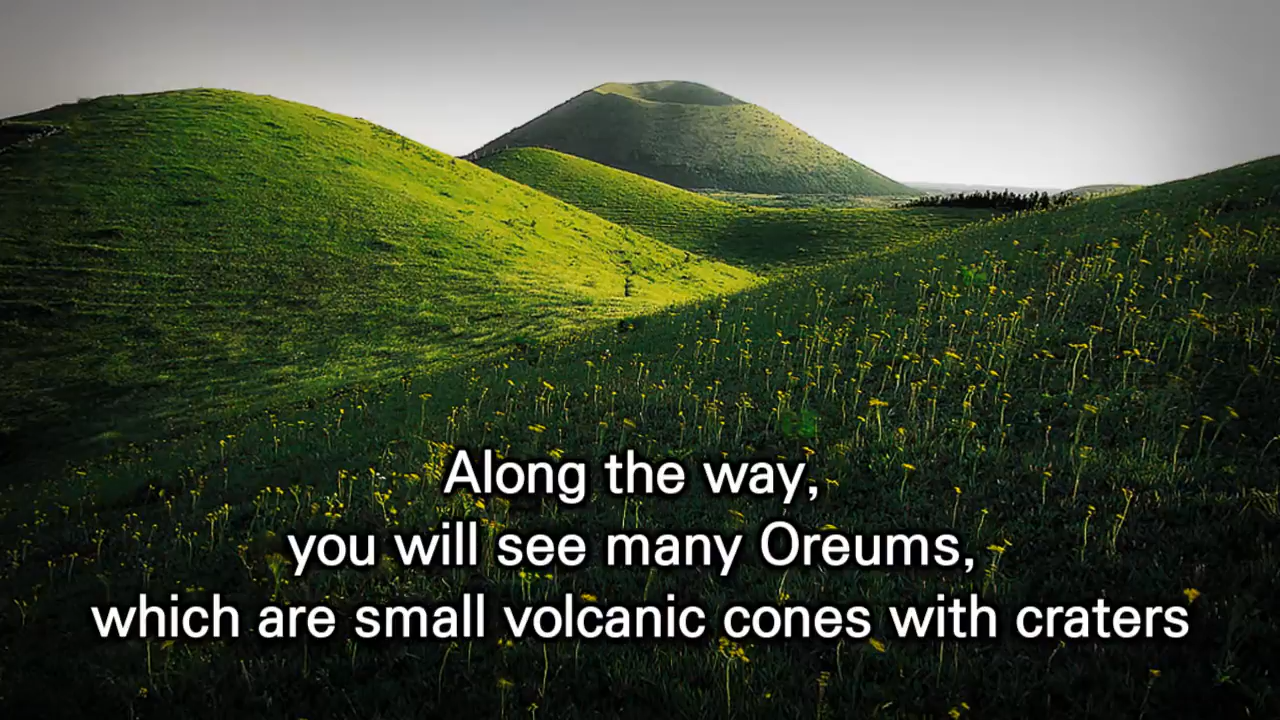 Along the way,
you will see many Oreums,
which are small volcanic cones with craters